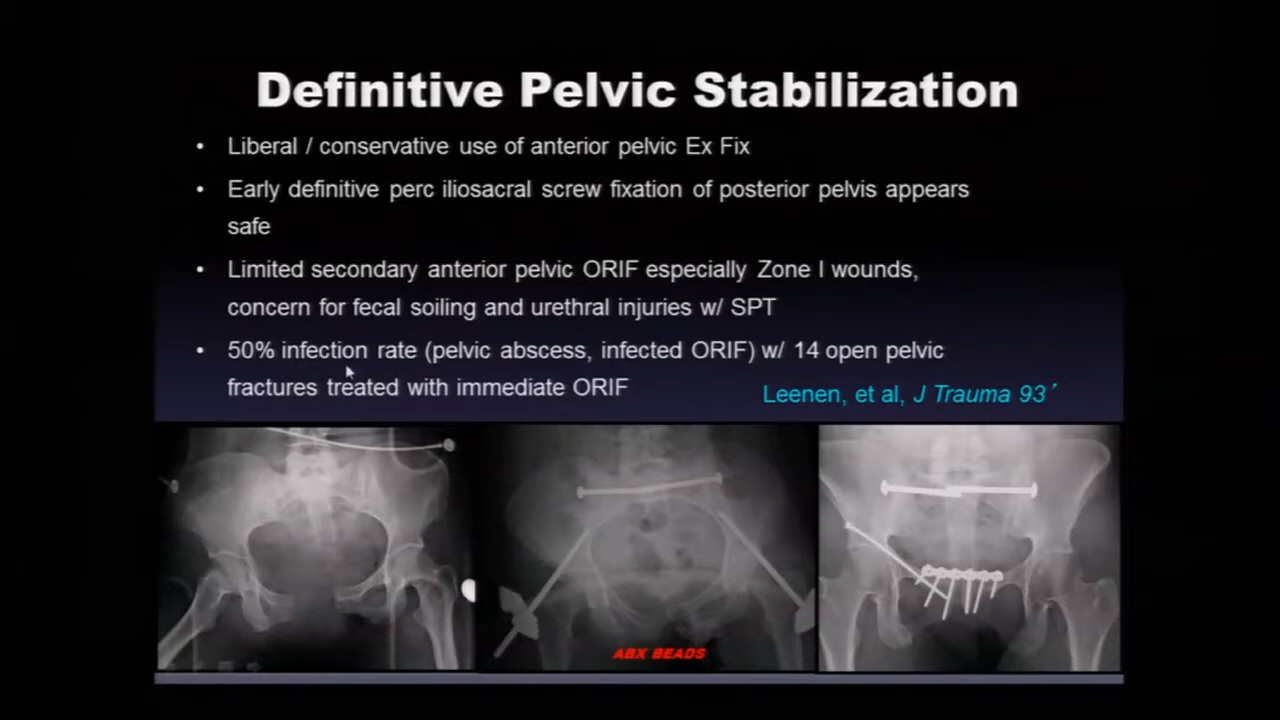 Definitive Pelvic Stabilization
• Liberal / conservative use of anterior pelvic Ex Fix
• Early definitive perc iliosacral screw fixation of posterior pelvis appears
safe
• Limited secondary anterior pelvic ORIF especially Zone I wounds,
concern for fecal soiling and urethral injuries w/ SPT
• 50% infection rate (pelvic abscess, infected ORIF) w/ 14 open pelvic
fractures treated with immediate ORIF
Leenen, et al, J Trauma 93′
ABX BEADS